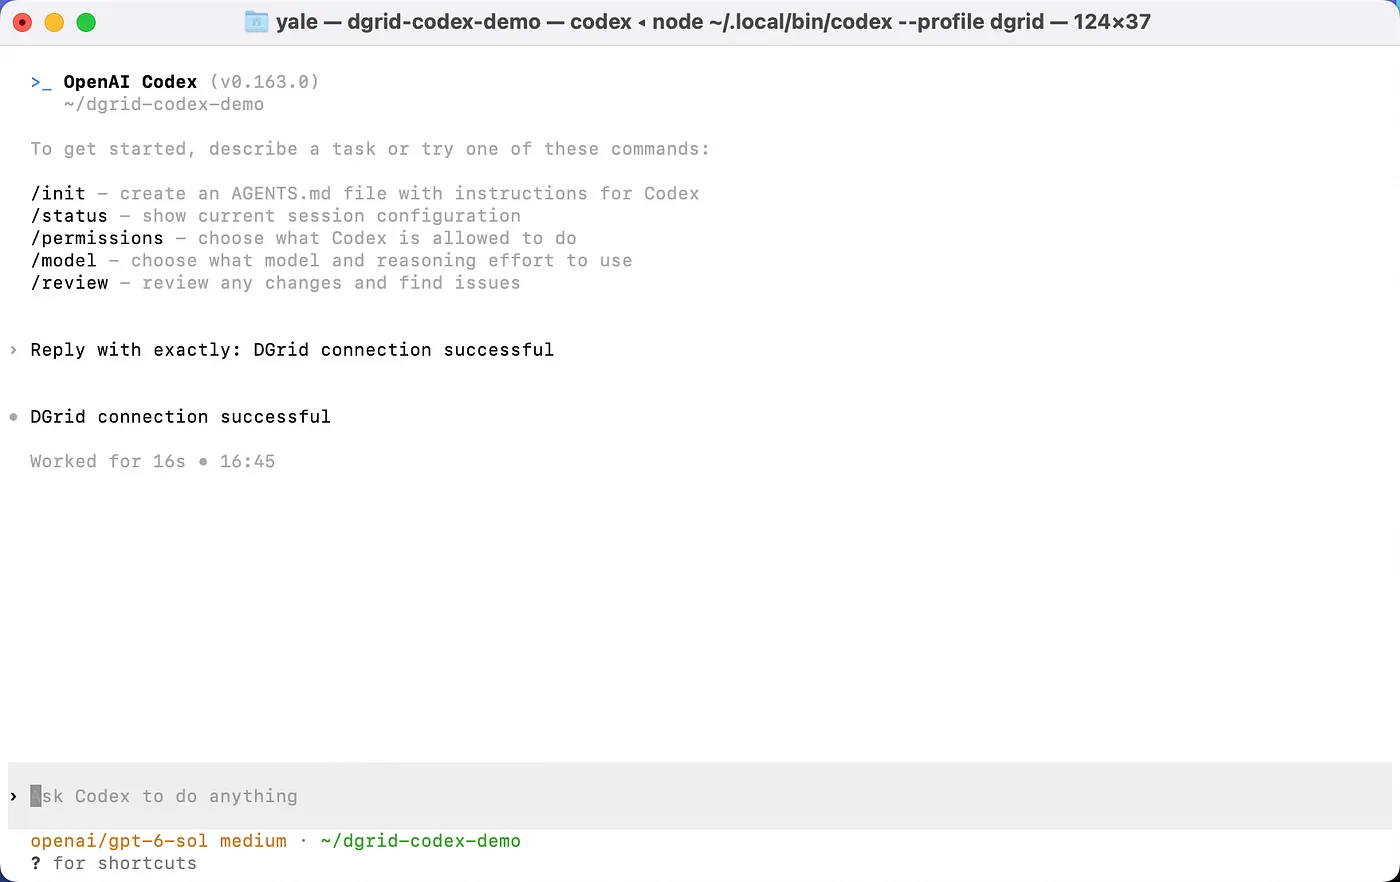 yale — dgrid-codex-demo — codex ◂ node ~/.local/bin/codex --profile dgrid — 124×37
>_ OpenAI Codex (v0.163.0)
~/dgrid-codex-demo
To get started, describe a task or try one of these commands:
/init – create an AGENTS.md file with instructions for Codex
/status – show current session configuration
/permissions – choose what Codex is allowed to do
/model – choose what model and reasoning effort to use
/review – review any changes and find issues
› Reply with exactly: DGrid connection successful
• DGrid connection successful
Worked for 16s • 16:45
› Ask Codex to do anything
openai/gpt-6-sol medium · ~/dgrid-codex-demo
? for shortcuts